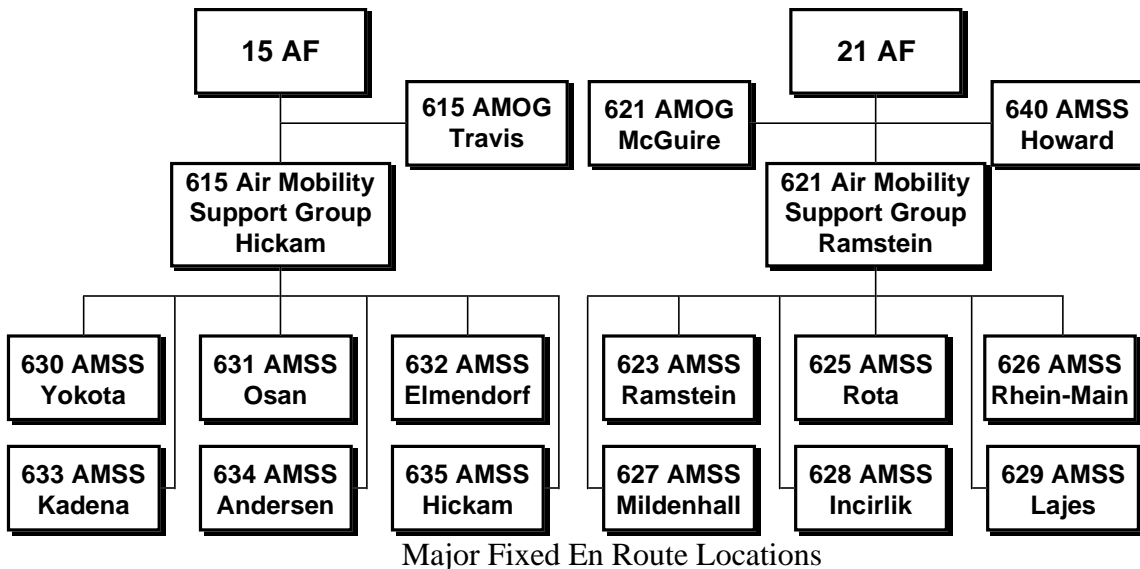 15 AF
21 AF
615 AMOG
Travis
621 AMOG
McGuire
640 AMSS
Howard
615 Air Mobility
Support Group
Hickam
621 Air Mobility
Support Group
Ramstein
630 AMSS
Yokota
631 AMSS
Osan
632 AMSS
Elmendorf
623 AMSS
Ramstein
625 AMSS
Rota
626 AMSS
Rhein-Main
633 AMSS
Kadena
634 AMSS
Andersen
635 AMSS
Hickam
627 AMSS
Mildenhall
628 AMSS
Incirlik
629 AMSS
Lajes
Major Fixed En Route Locations